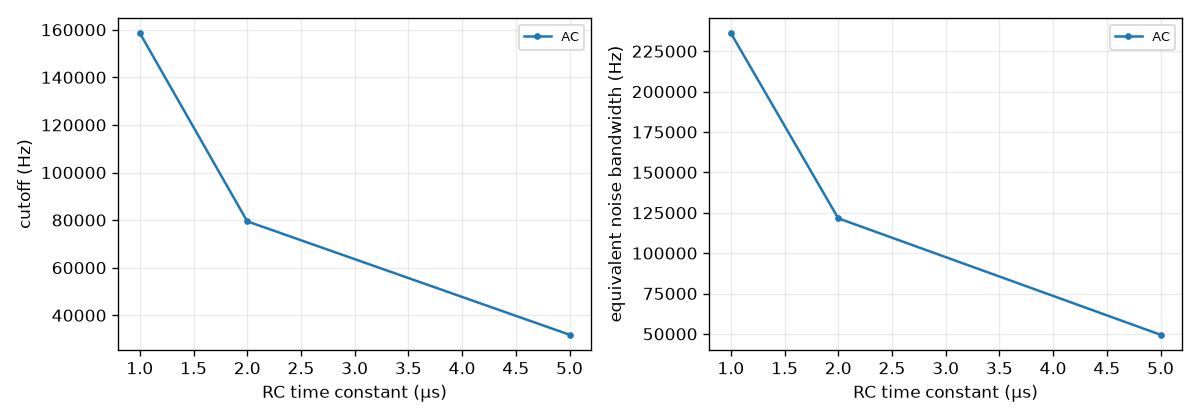 160000
140000
120000
100000
80000
60000
40000
cutoff (Hz)
1.0 1.5 2.0 2.5 3.0 3.5 4.0 4.5 5.0
RC time constant (µs)
AC
225000
200000
175000
150000
125000
100000
75000
50000
equivalent noise bandwidth (Hz)
1.0 1.5 2.0 2.5 3.0 3.5 4.0 4.5 5.0
RC time constant (µs)
AC